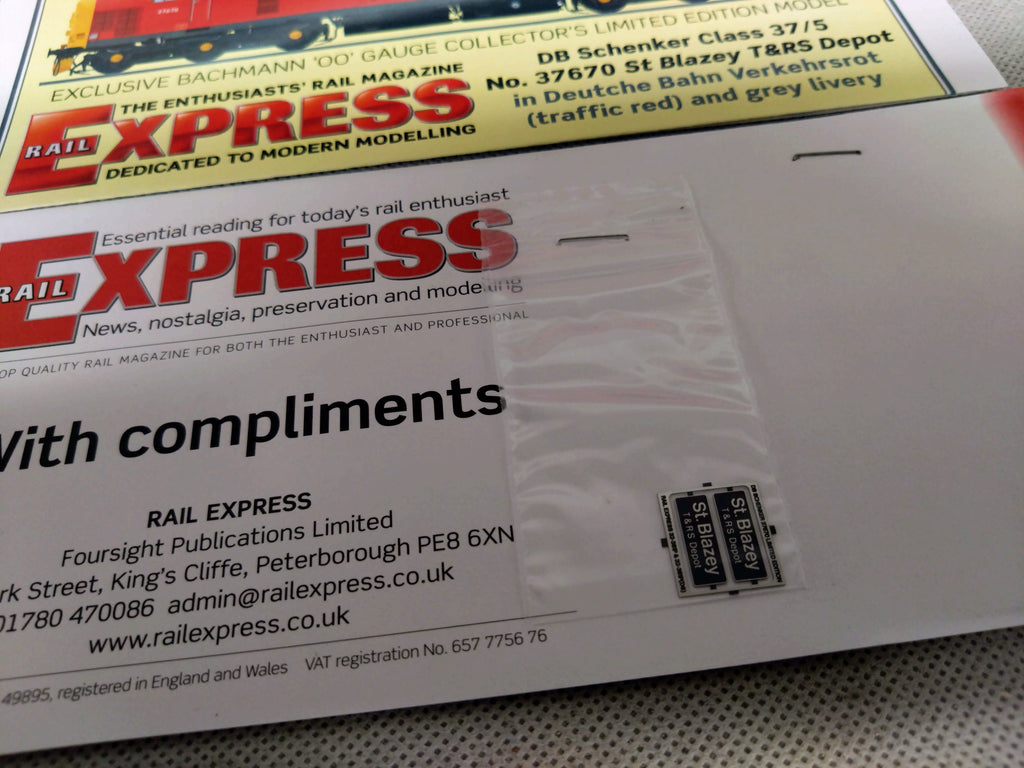 37670
EXCLUSIVE BACHMANN 'OO' GAUGE COLLECTOR'S LIMITED EDITION MODEL
THE ENTHUSIASTS' RAIL MAGAZINE
RAIL EXPRESS
DEDICATED TO MODERN MODELLING
DB Schenker Class 37/5
No. 37670 St Blazey T&RS Depot
in Deutche Bahn Verkehrsrot
(traffic red) and grey livery
Essential reading for today's rail enthusiast
RAIL EXPRESS
News, nostalgia, preservation and modelling
OP QUALITY RAIL MAGAZINE FOR BOTH THE ENTHUSIAST AND PROFESSIONAL
With compliments
RAIL EXPRESS
Foursight Publications Limited
rk Street, King's Cliffe, Peterborough PE8 6XN
01780 470086 admin@railexpress.co.uk
www.railexpress.co.uk
49895, registered in England and Wales VAT registration No. 657 7756 76
St Blazey
T&RS Depot
St Blazey
T&RS Depot